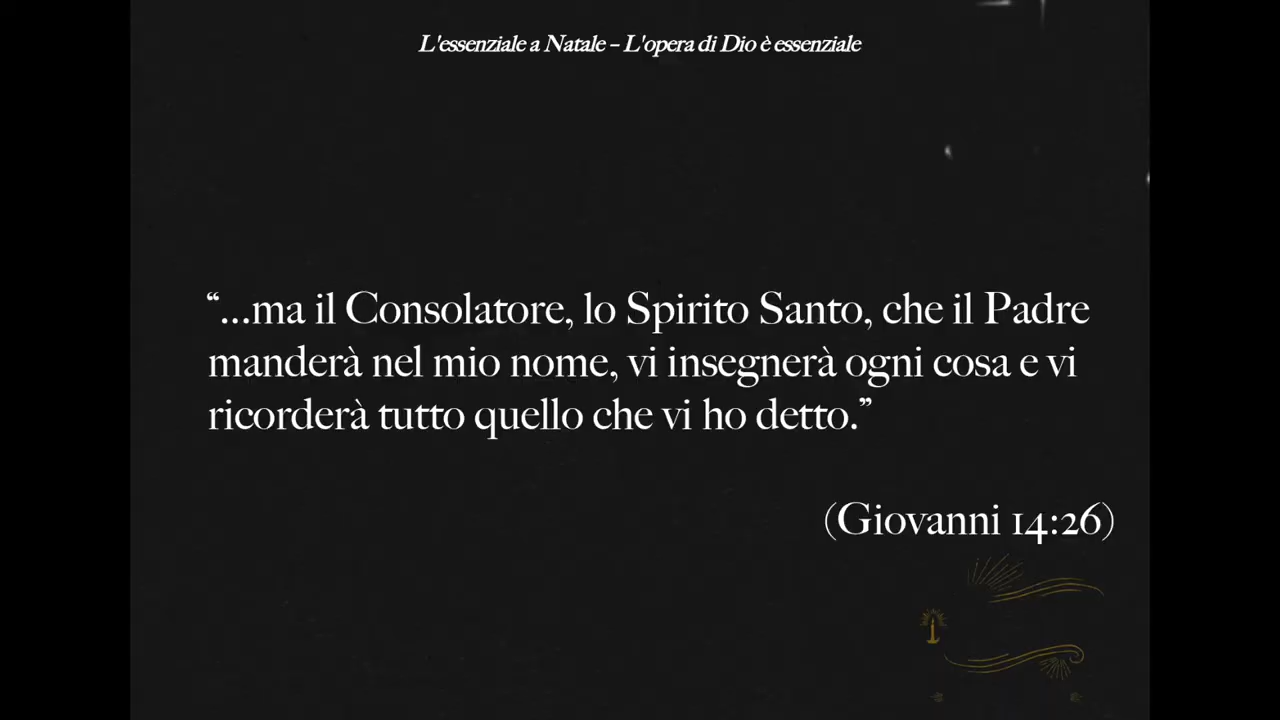 L'essenziale a Natale – L'opera di Dio è essenziale
“...ma il Consolatore, lo Spirito Santo, che il Padre
manderà nel mio nome, vi insegnerà ogni cosa e vi
ricorderà tutto quello che vi ho detto.”
(Giovanni 14:26)